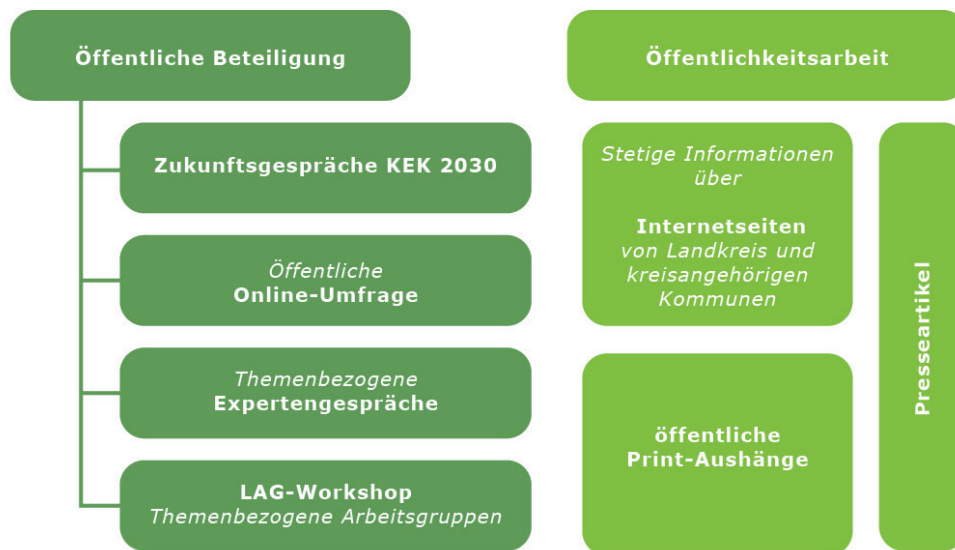 Öffentliche Beteiligung
Zukunftsgespräche KEK 2030
Öffentliche
Online-Umfrage
Themenbezogene
Expertengespräche
LAG-Workshop
Themenbezogene Arbeitsgruppen
Öffentlichkeitsarbeit
Stetige Informationen
über
Internetseiten
von Landkreis und
kreisangehörigen
Kommunen
öffentliche
Print-Aushänge
Presseartikel